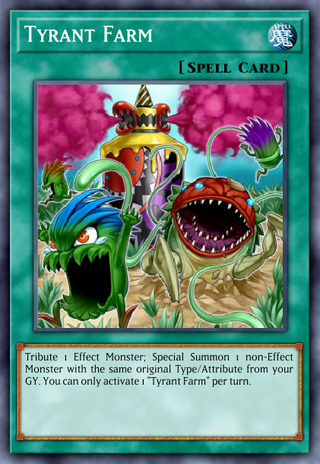 Tyrant Farm
[Spell Card]
Tribute 1 Effect Monster; Special Summon 1 non-Effect
Monster with the same original Type/Attribute from your
GY. You can only activate 1 "Tyrant Farm" per turn.